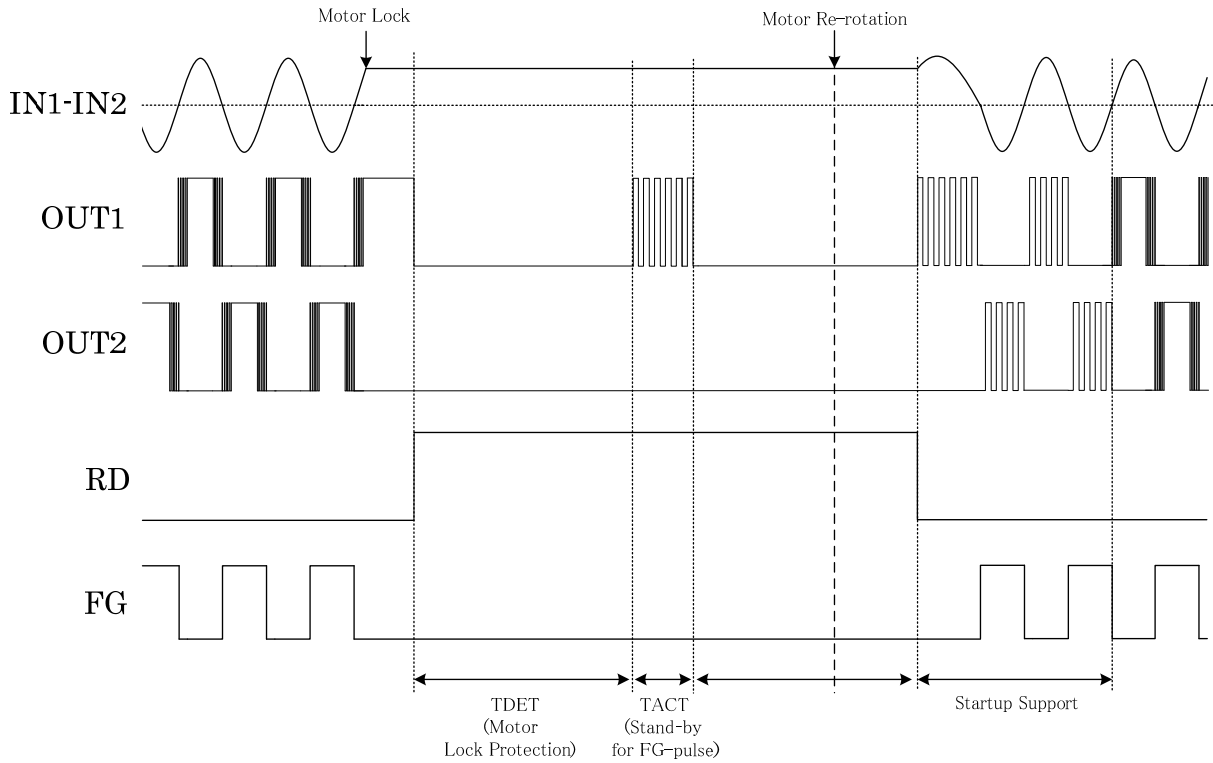 Motor Lock
Motor Re-rotation
IN1-IN2
OUT1
OUT2
RD
FG
TDET
(Motor
Lock Protection)
TACT
(Stand-by
for FG-pulse)
Startup Support